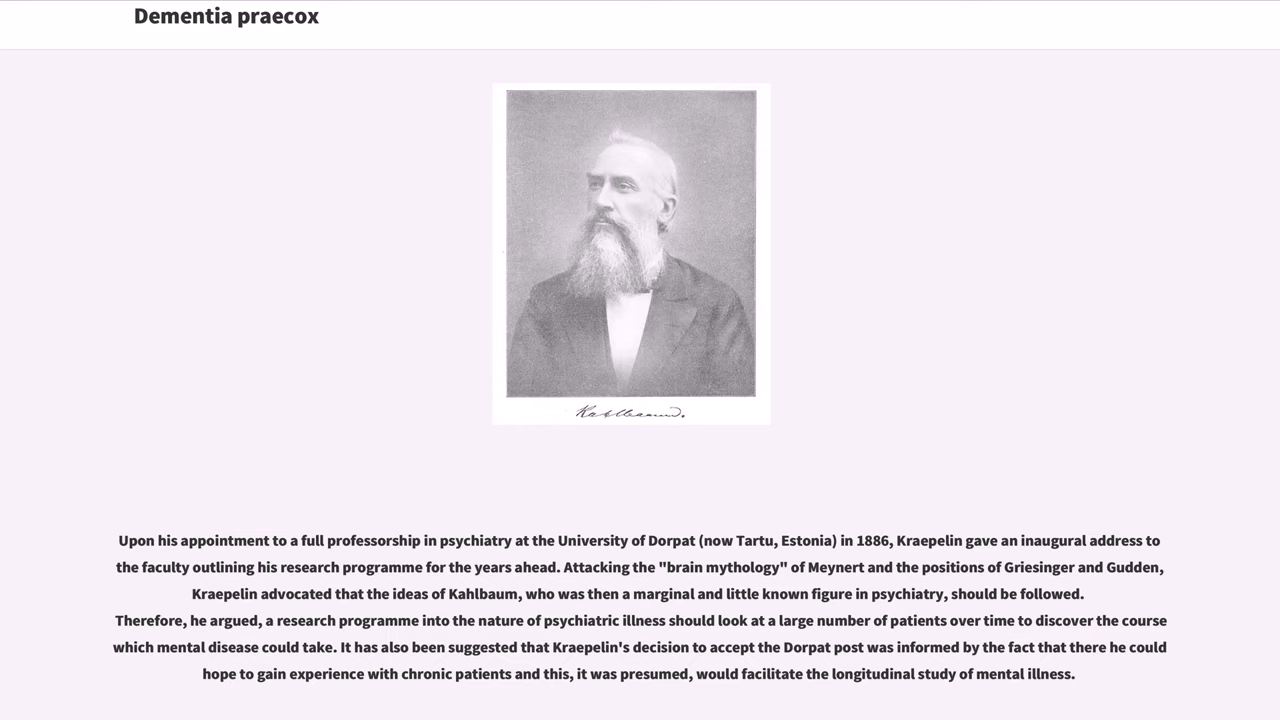 Dementia praecox
Kahlbaum.
Upon his appointment to a full professorship in psychiatry at the University of Dorpat (now Tartu, Estonia) in 1886, Kraepelin gave an inaugural address to
the faculty outlining his research programme for the years ahead. Attacking the "brain mythology" of Meynert and the positions of Griesinger and Gudden,
Kraepelin advocated that the ideas of Kahlbaum, who was then a marginal and little known figure in psychiatry, should be followed.
Therefore, he argued, a research programme into the nature of psychiatric illness should look at a large number of patients over time to discover the course
which mental disease could take. It has also been suggested that Kraepelin's decision to accept the Dorpat post was informed by the fact that there he could
hope to gain experience with chronic patients and this, it was presumed, would facilitate the longitudinal study of mental illness.